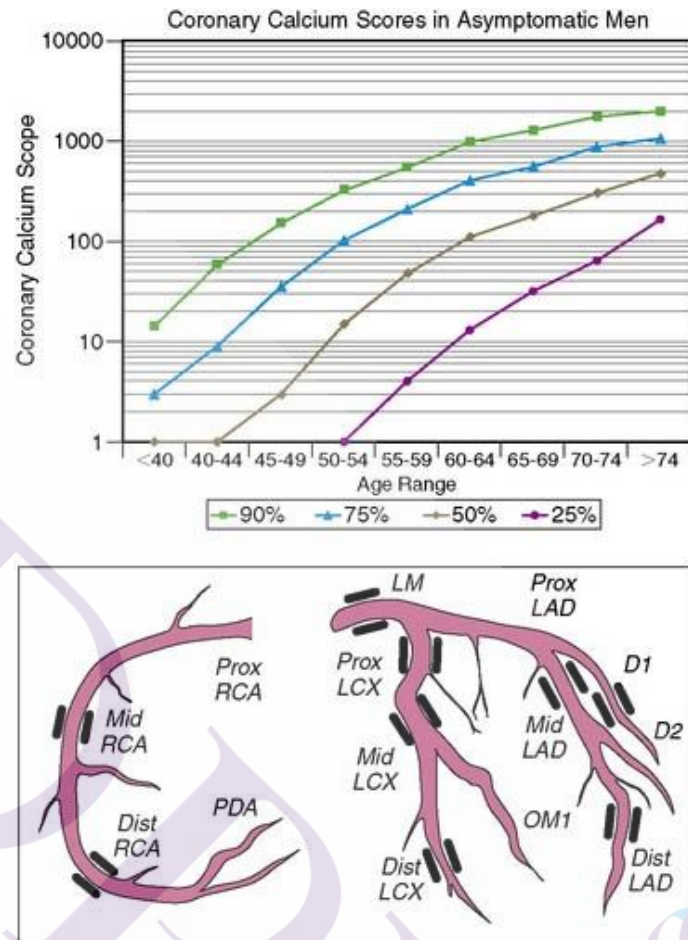 Coronary Calcium Scores in Asymptomatic Men
Coronary Calcium Scope
10000
1000
100
10
1
<40 40-44 45-49 50-54 55-59 60-64 65-69 70-74 >74
Age Range
90% 75% 50% 25%
LM
Prox
LAD
Prox
RCA
Prox
LCX
D1
Mid
RCA
Mid
LAD
D2
Mid
LCX
PDA
OM1
Dist
RCA
Dist
LCX
Dist
LAD